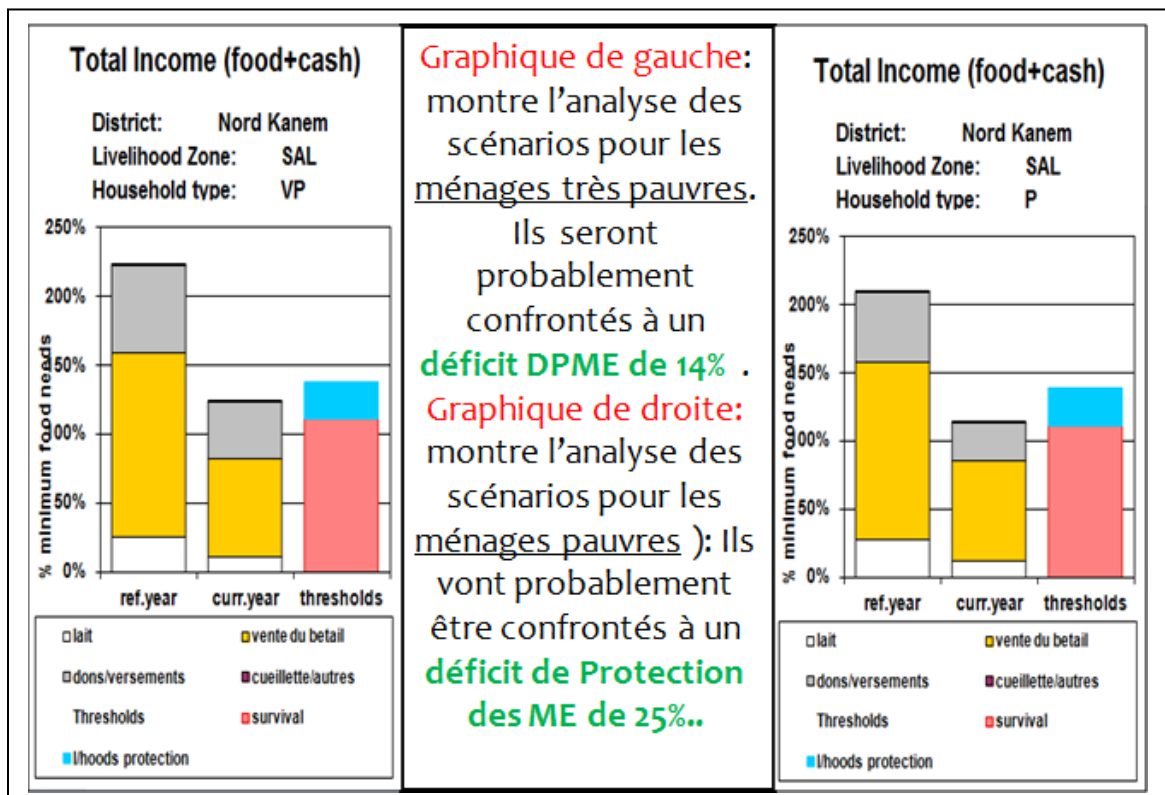 Total Income (food+cash)
District: Nord Kanem
Livelihood Zone: SAL
Household type: VP
250%
200%
150%
100%
50%
0%
% minimum food needs
ref.year curr.year thresholds
lait vente du betail
dons/versements cueillette/autres
Thresholds survival
l/hoods protection
Graphique de gauche:
montre l’analyse des
scénarios pour les
ménages très pauvres.
Ils seront
probablement
confrontés à un
déficit DPME de 14% .
Graphique de droite:
montre l’analyse des
scénarios pour les
ménages pauvres ): Ils
vont probablement
être confrontés à un
déficit de Protection
des ME de 25%..
Total Income (food+cash)
District: Nord Kanem
Livelihood Zone: SAL
Household type: P
250%
200%
150%
100%
50%
0%
% minimum food needs
ref.year curr.year thresholds
lait vente du betail
dons/versements cueillette/autres
Thresholds survival
l/hoods protection